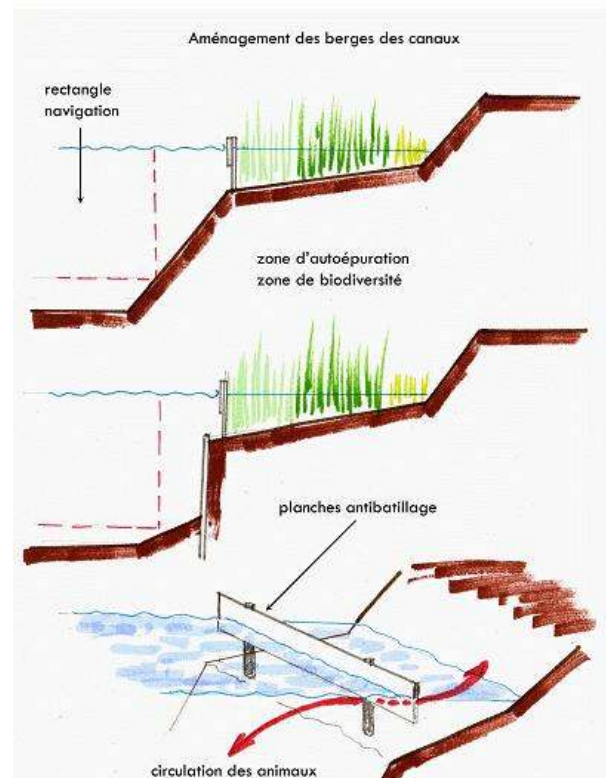 Aménagement des berges des canaux
rectangle
navigation
zone d'autoépuration
zone de biodiversité
planches antibatillage
circulation des animaux